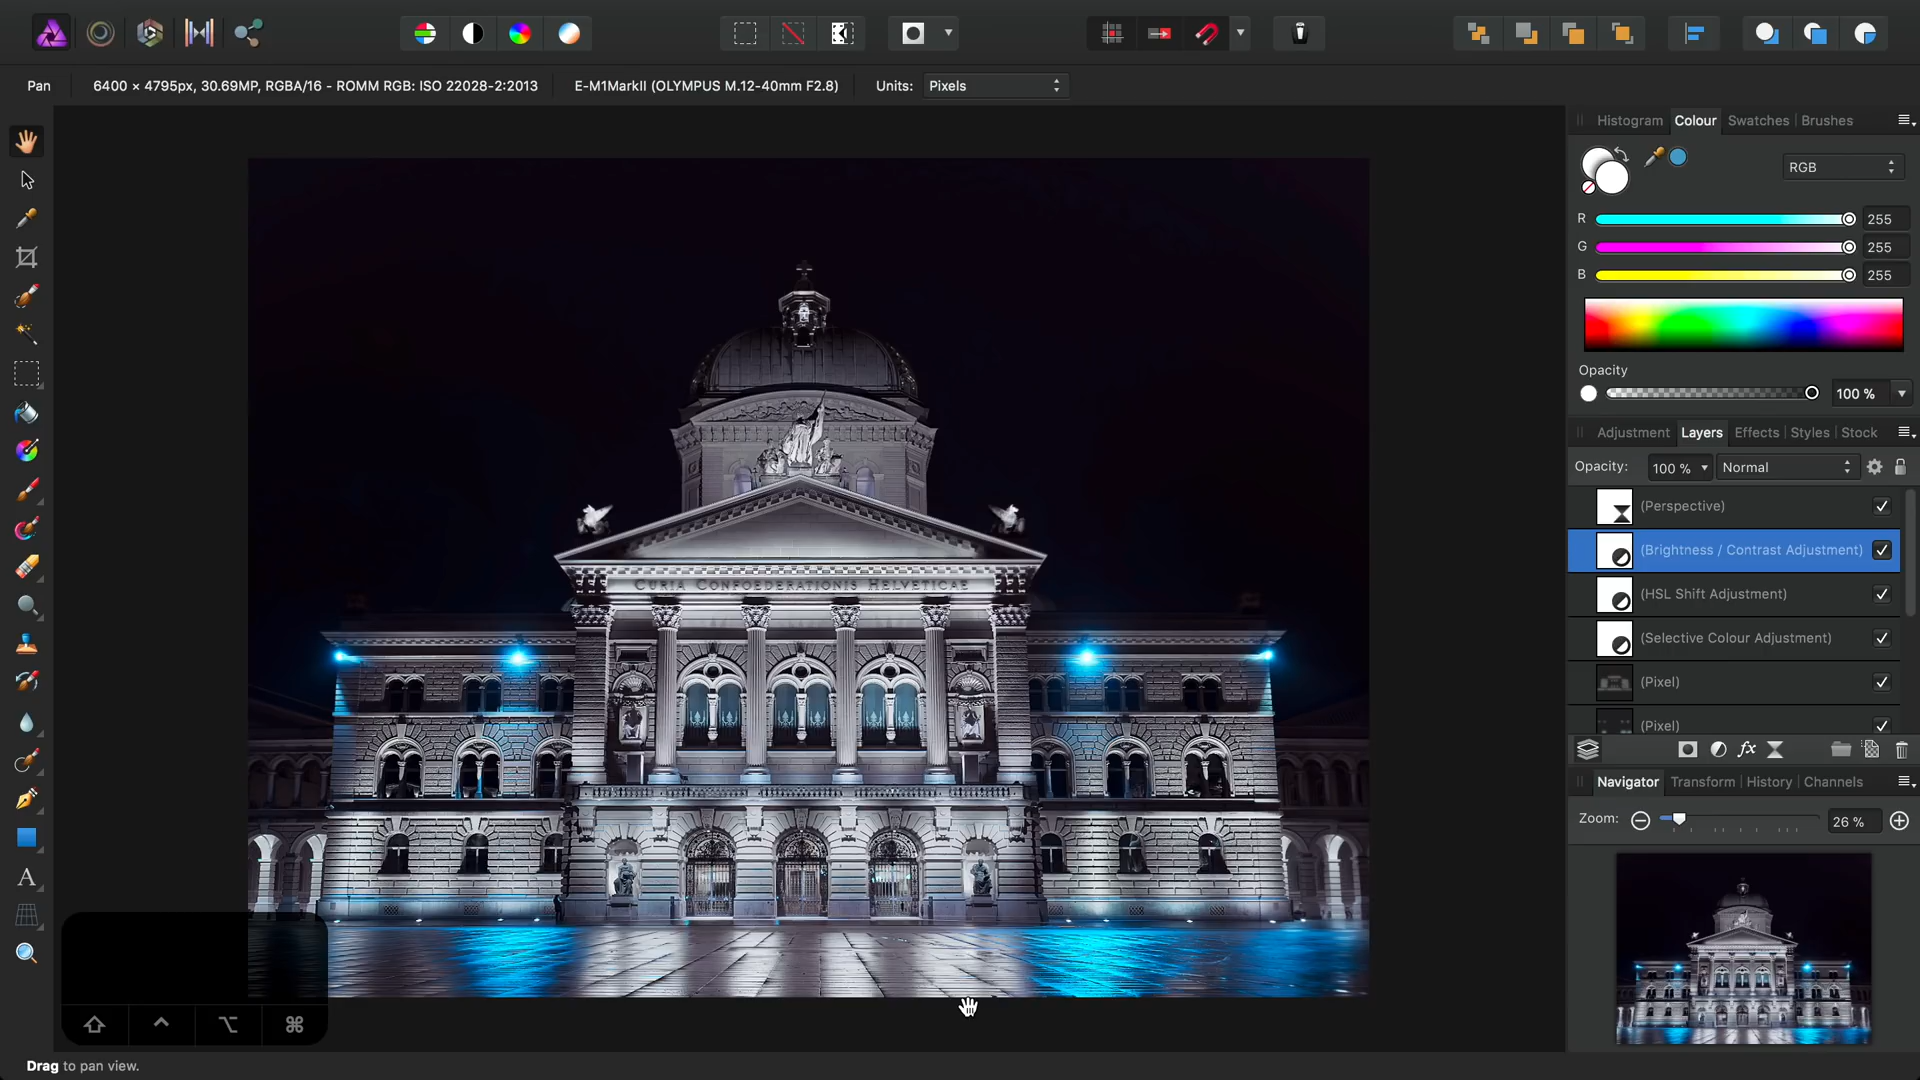 Pan
6400 × 4795px, 30.69MP, RGBA/16 - ROMM RGB: ISO 22028-2:2013
E-M1MarkII (OLYMPUS M.12-40mm F2.8)
Units: Pixels
Histogram Colour Swatches Brushes
RGB
R 255
G 255
B 255
Opacity
100 %
Adjustment Layers Effects Styles Stock
Opacity: 100 % Normal
(Perspective)
(Brightness / Contrast Adjustment)
(HSL Shift Adjustment)
(Selective Colour Adjustment)
(Pixel)
(Pixel)
fx
Navigator Transform History Channels
Zoom: 26 %
CURIA CONFOEDERATIONIS HELVETICAE
Drag to pan view.